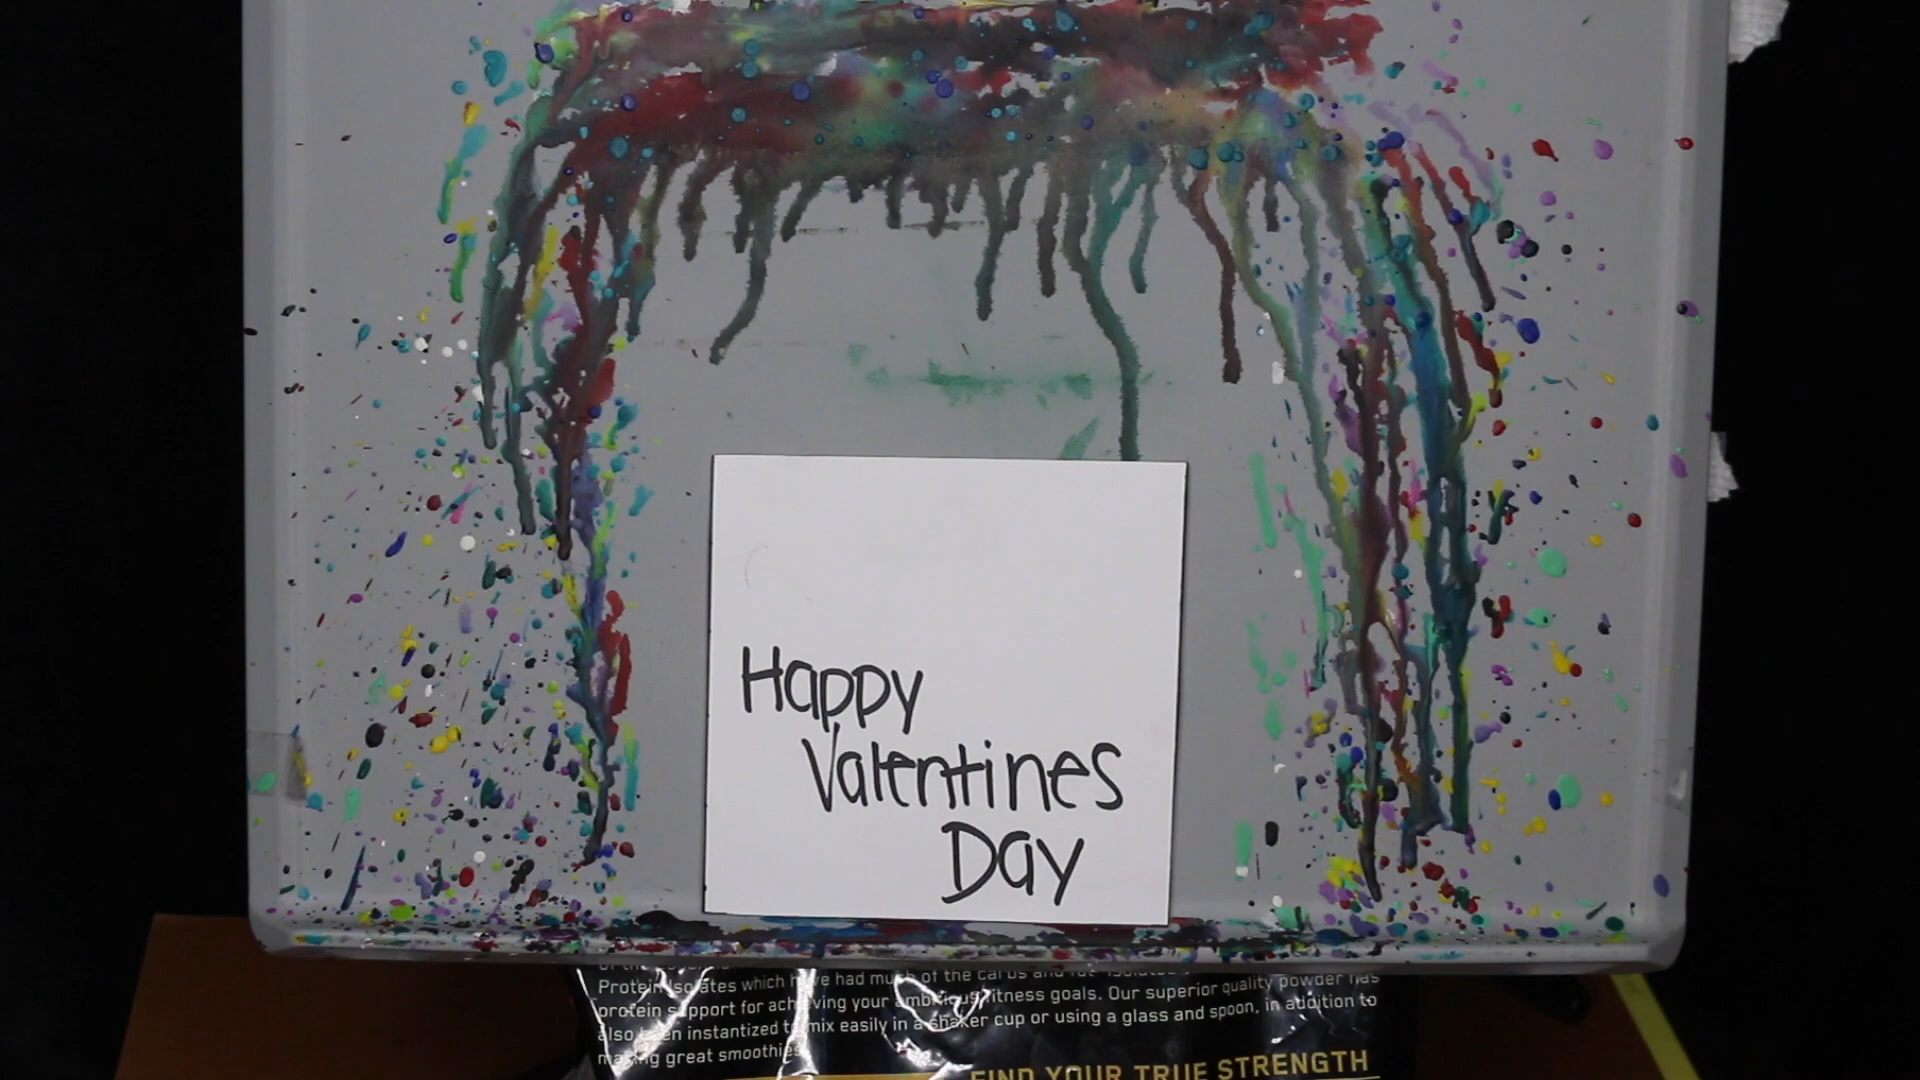 Happy
Valentines
Day
Protein Isolates which have had much of the carbs and fat
protein support for achieving your ambitious fitness goals. Our superior quality powder has
also been instantized to mix easily in a shaker cup or using a glass and spoon, in addition to
making great smoothies
FIND YOUR TRUE STRENGTH